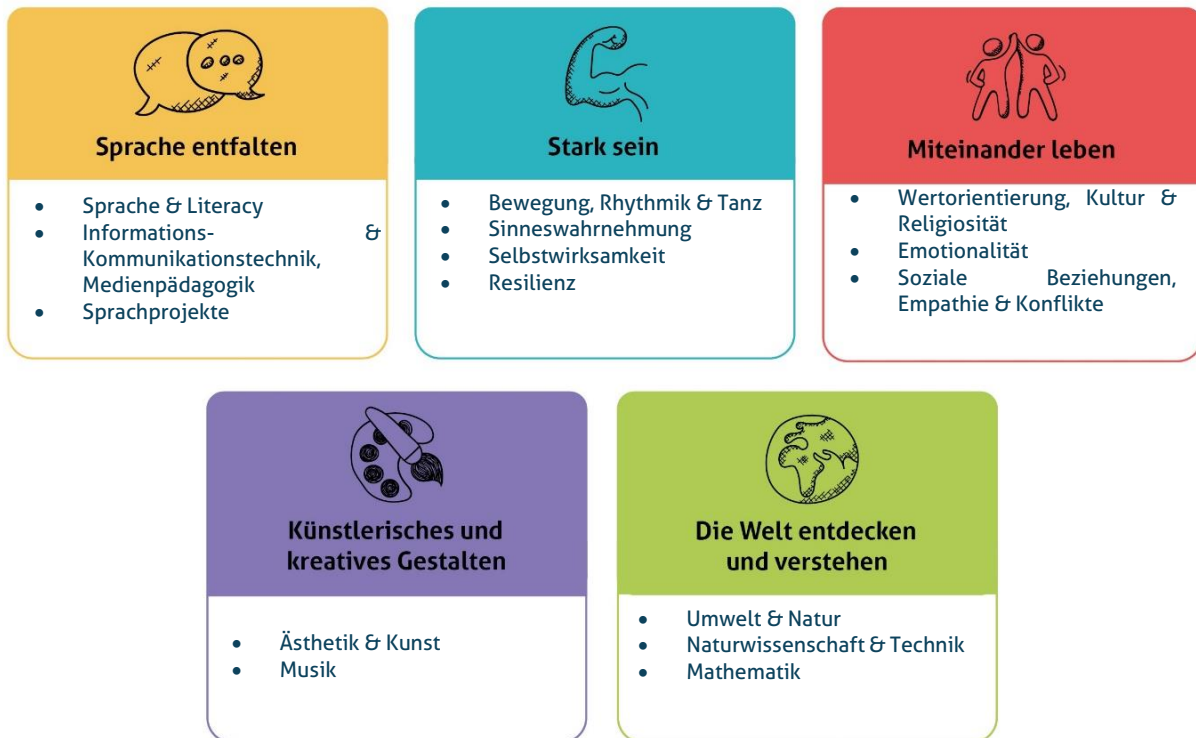 Sprache entfalten
• Sprache & Literacy
• Informations- &
Kommunikationstechnik,
Medienpädagogik
• Sprachprojekte
Stark sein
• Bewegung, Rhythmik & Tanz
• Sinneswahrnehmung
• Selbstwirksamkeit
• Resilienz
Miteinander leben
• Wertorientierung, Kultur &
Religiosität
• Emotionalität
• Soziale Beziehungen,
Empathie & Konflikte
Künstlerisches und
kreatives Gestalten
• Ästhetik & Kunst
• Musik
Die Welt entdecken
und verstehen
• Umwelt & Natur
• Naturwissenschaft & Technik
• Mathematik